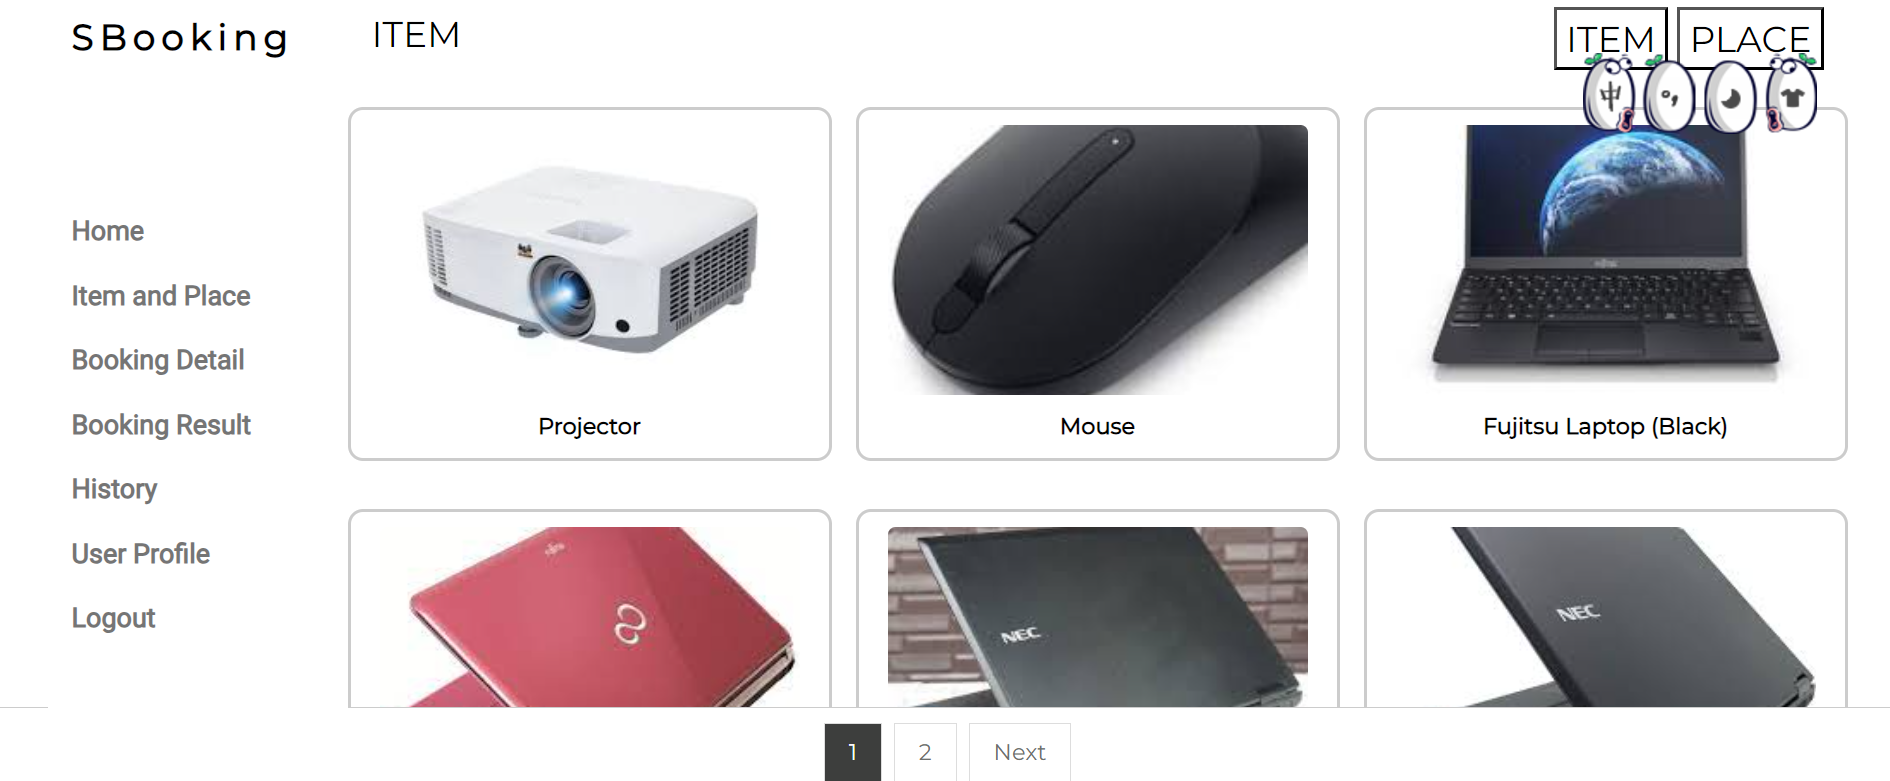 SBooking
ITEM
ITEM
PLACE
中
Home
Item and Place
Booking Detail
Booking Result
History
User Profile
Logout
Projector
Mouse
Fujitsu Laptop (Black)
NEC
NEC
1
2
Next